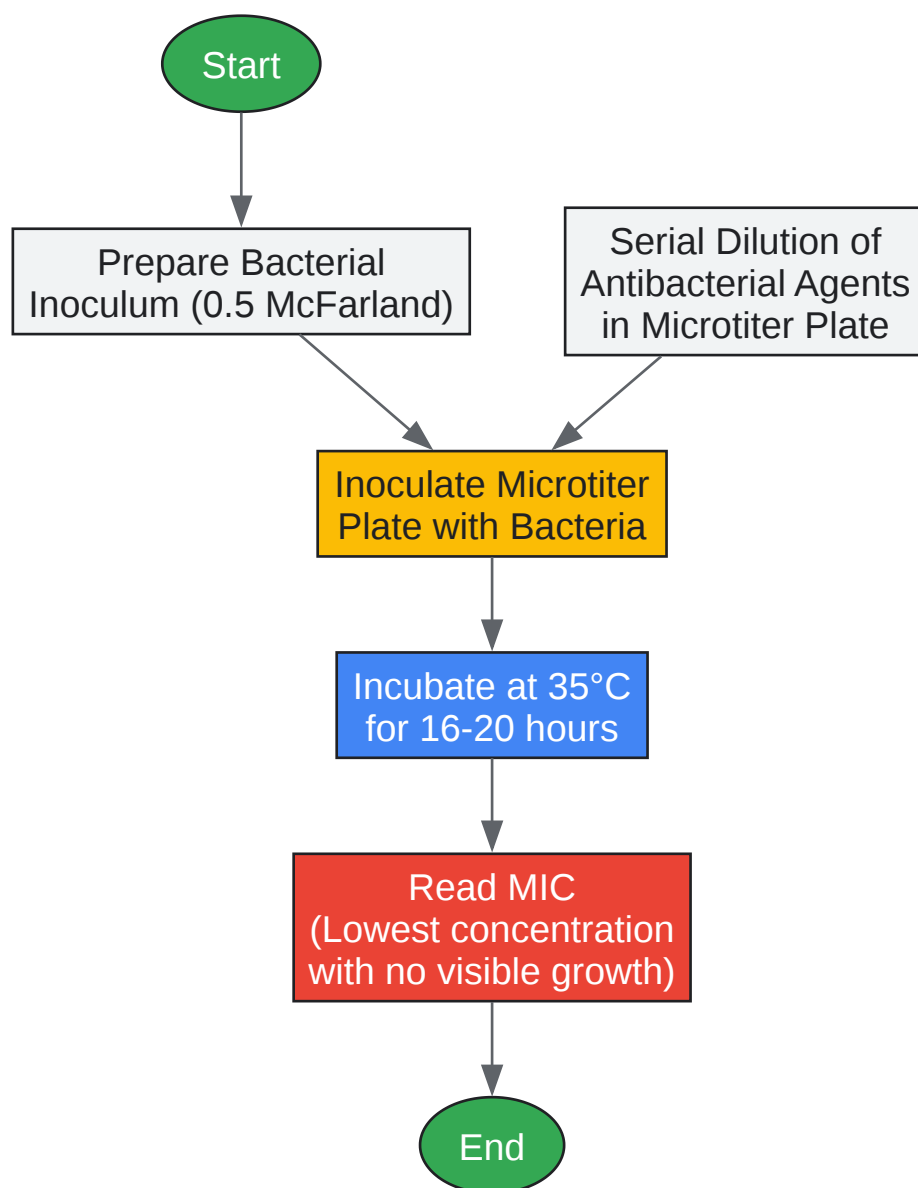 Start
Prepare Bacterial
Inoculum (0.5 McFarland)
Serial Dilution of
Antibacterial Agents
in Microtiter Plate
Inoculate Microtiter
Plate with Bacteria
Incubate at 35°C
for 16-20 hours
Read MIC
(Lowest concentration
with no visible growth)
End